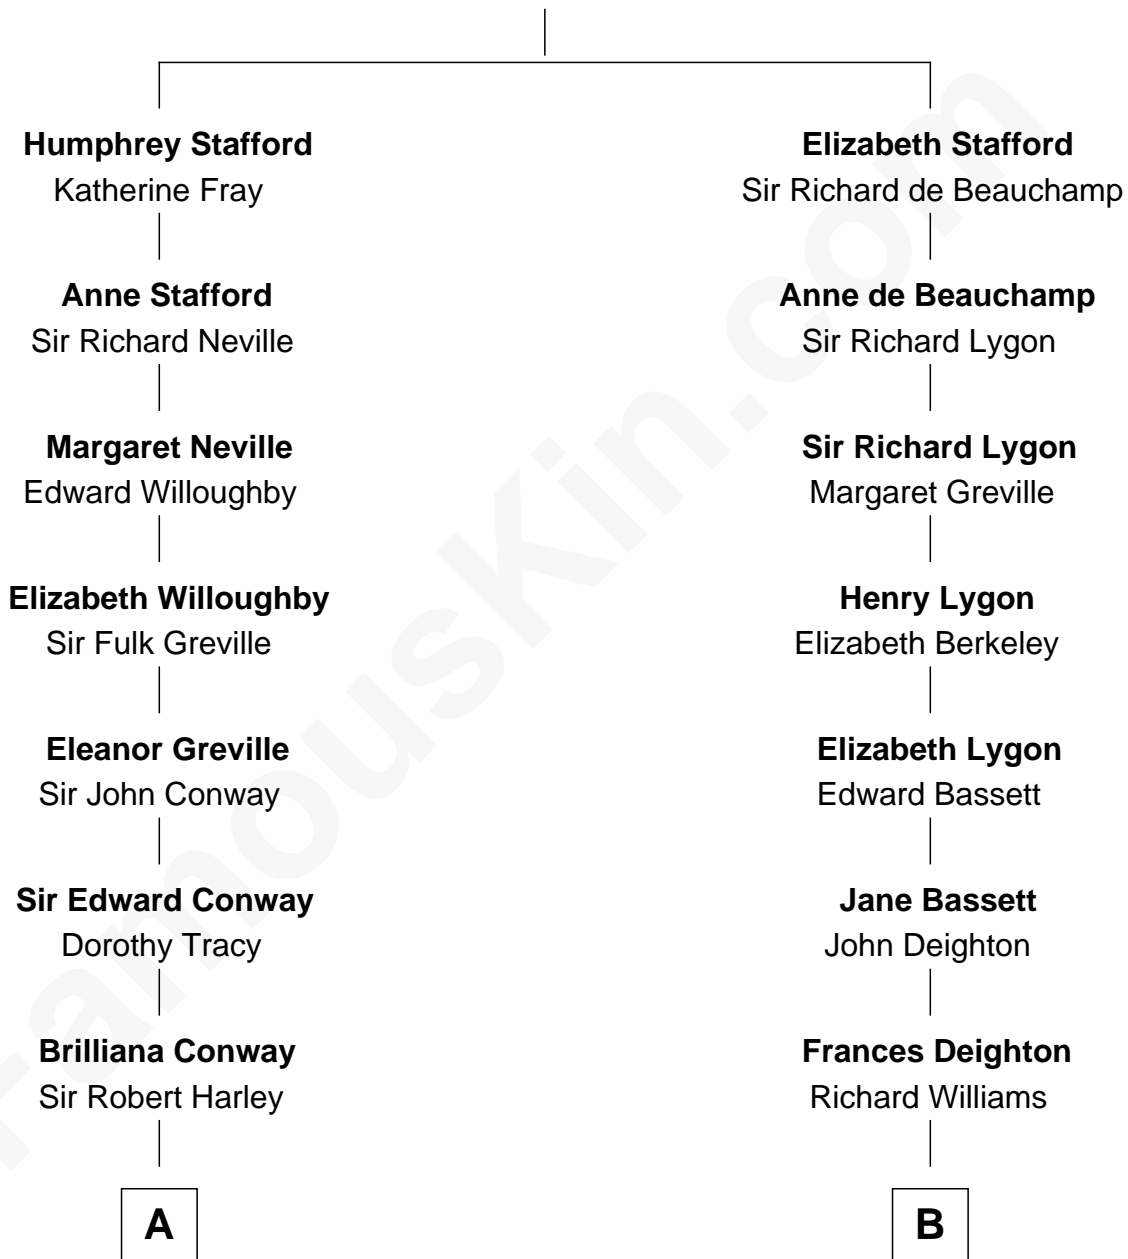 Humphrey Stafford
Katherine Fray
Anne Stafford
Sir Richard Neville
Margaret Neville
Edward Willoughby
Elizabeth Willoughby
Sir Fulk Greville
Eleanor Greville
Sir John Conway
Sir Edward Conway
Dorothy Tracy
Brilliana Conway
Sir Robert Harley
A
Elizabeth Stafford
Sir Richard de Beauchamp
Anne de Beauchamp
Sir Richard Lygon
Sir Richard Lygon
Margaret Greville
Henry Lygon
Elizabeth Berkeley
Elizabeth Lygon
Edward Bassett
Jane Bassett
John Deighton
Frances Deighton
Richard Williams
B
FamousKin.com